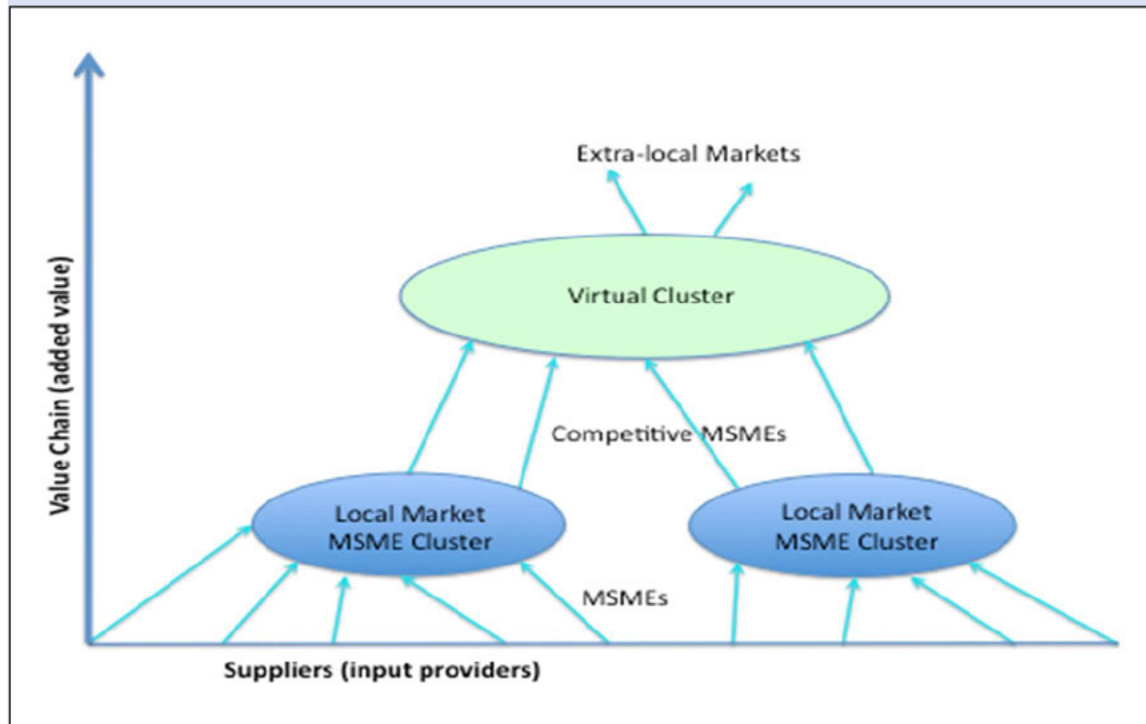 Extra-local Markets
Virtual Cluster
Value Chain (added value)
Competitive MSMEs
Local Market
MSME Cluster
Local Market
MSME Cluster
MSMEs
Suppliers (input providers)